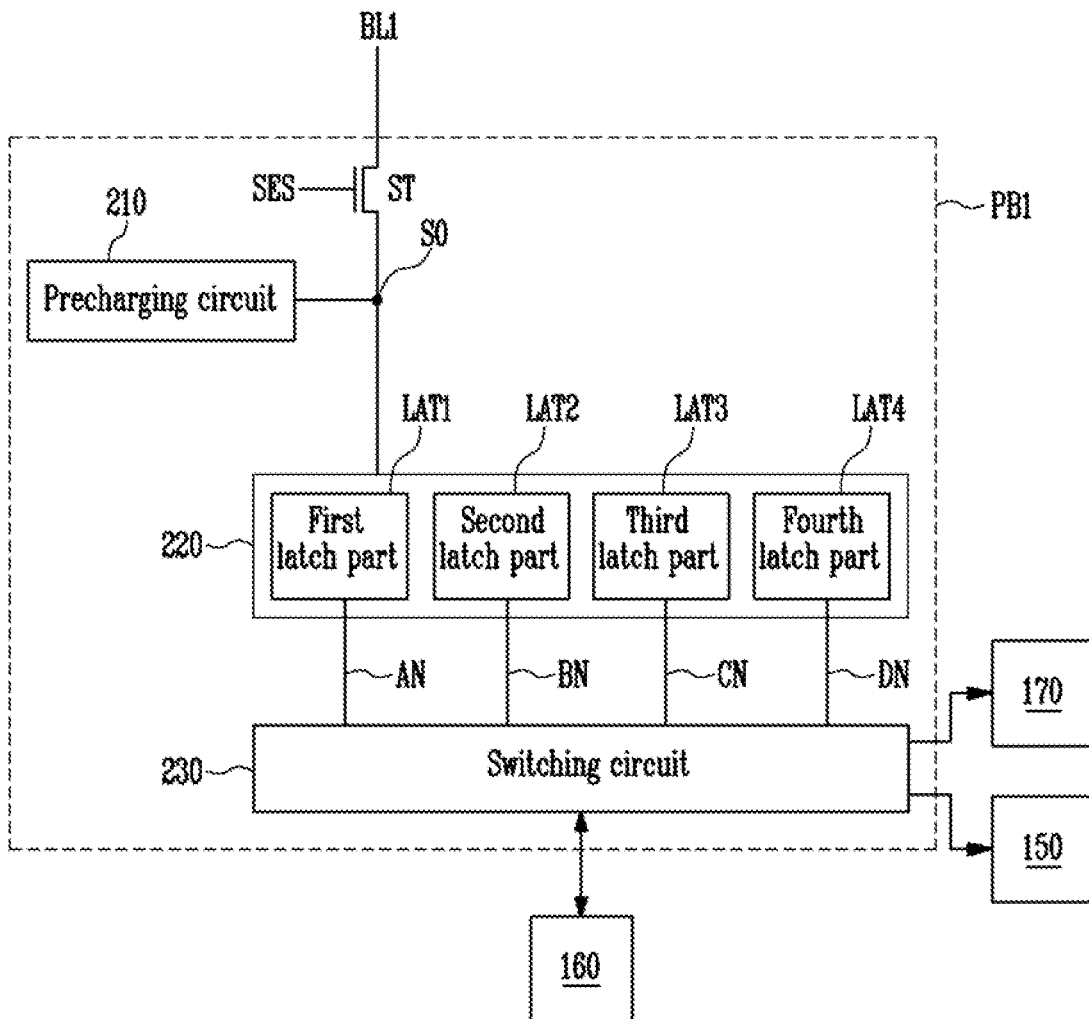 BL1
SES
ST
PB1
210
S0
Precharging circuit
LAT1
LAT2
LAT3
LAT4
First
latch part
Second
latch part
Third
latch part
Fourth
latch part
220
AN
BN
CN
DN
170
230
Switching circuit
150
160